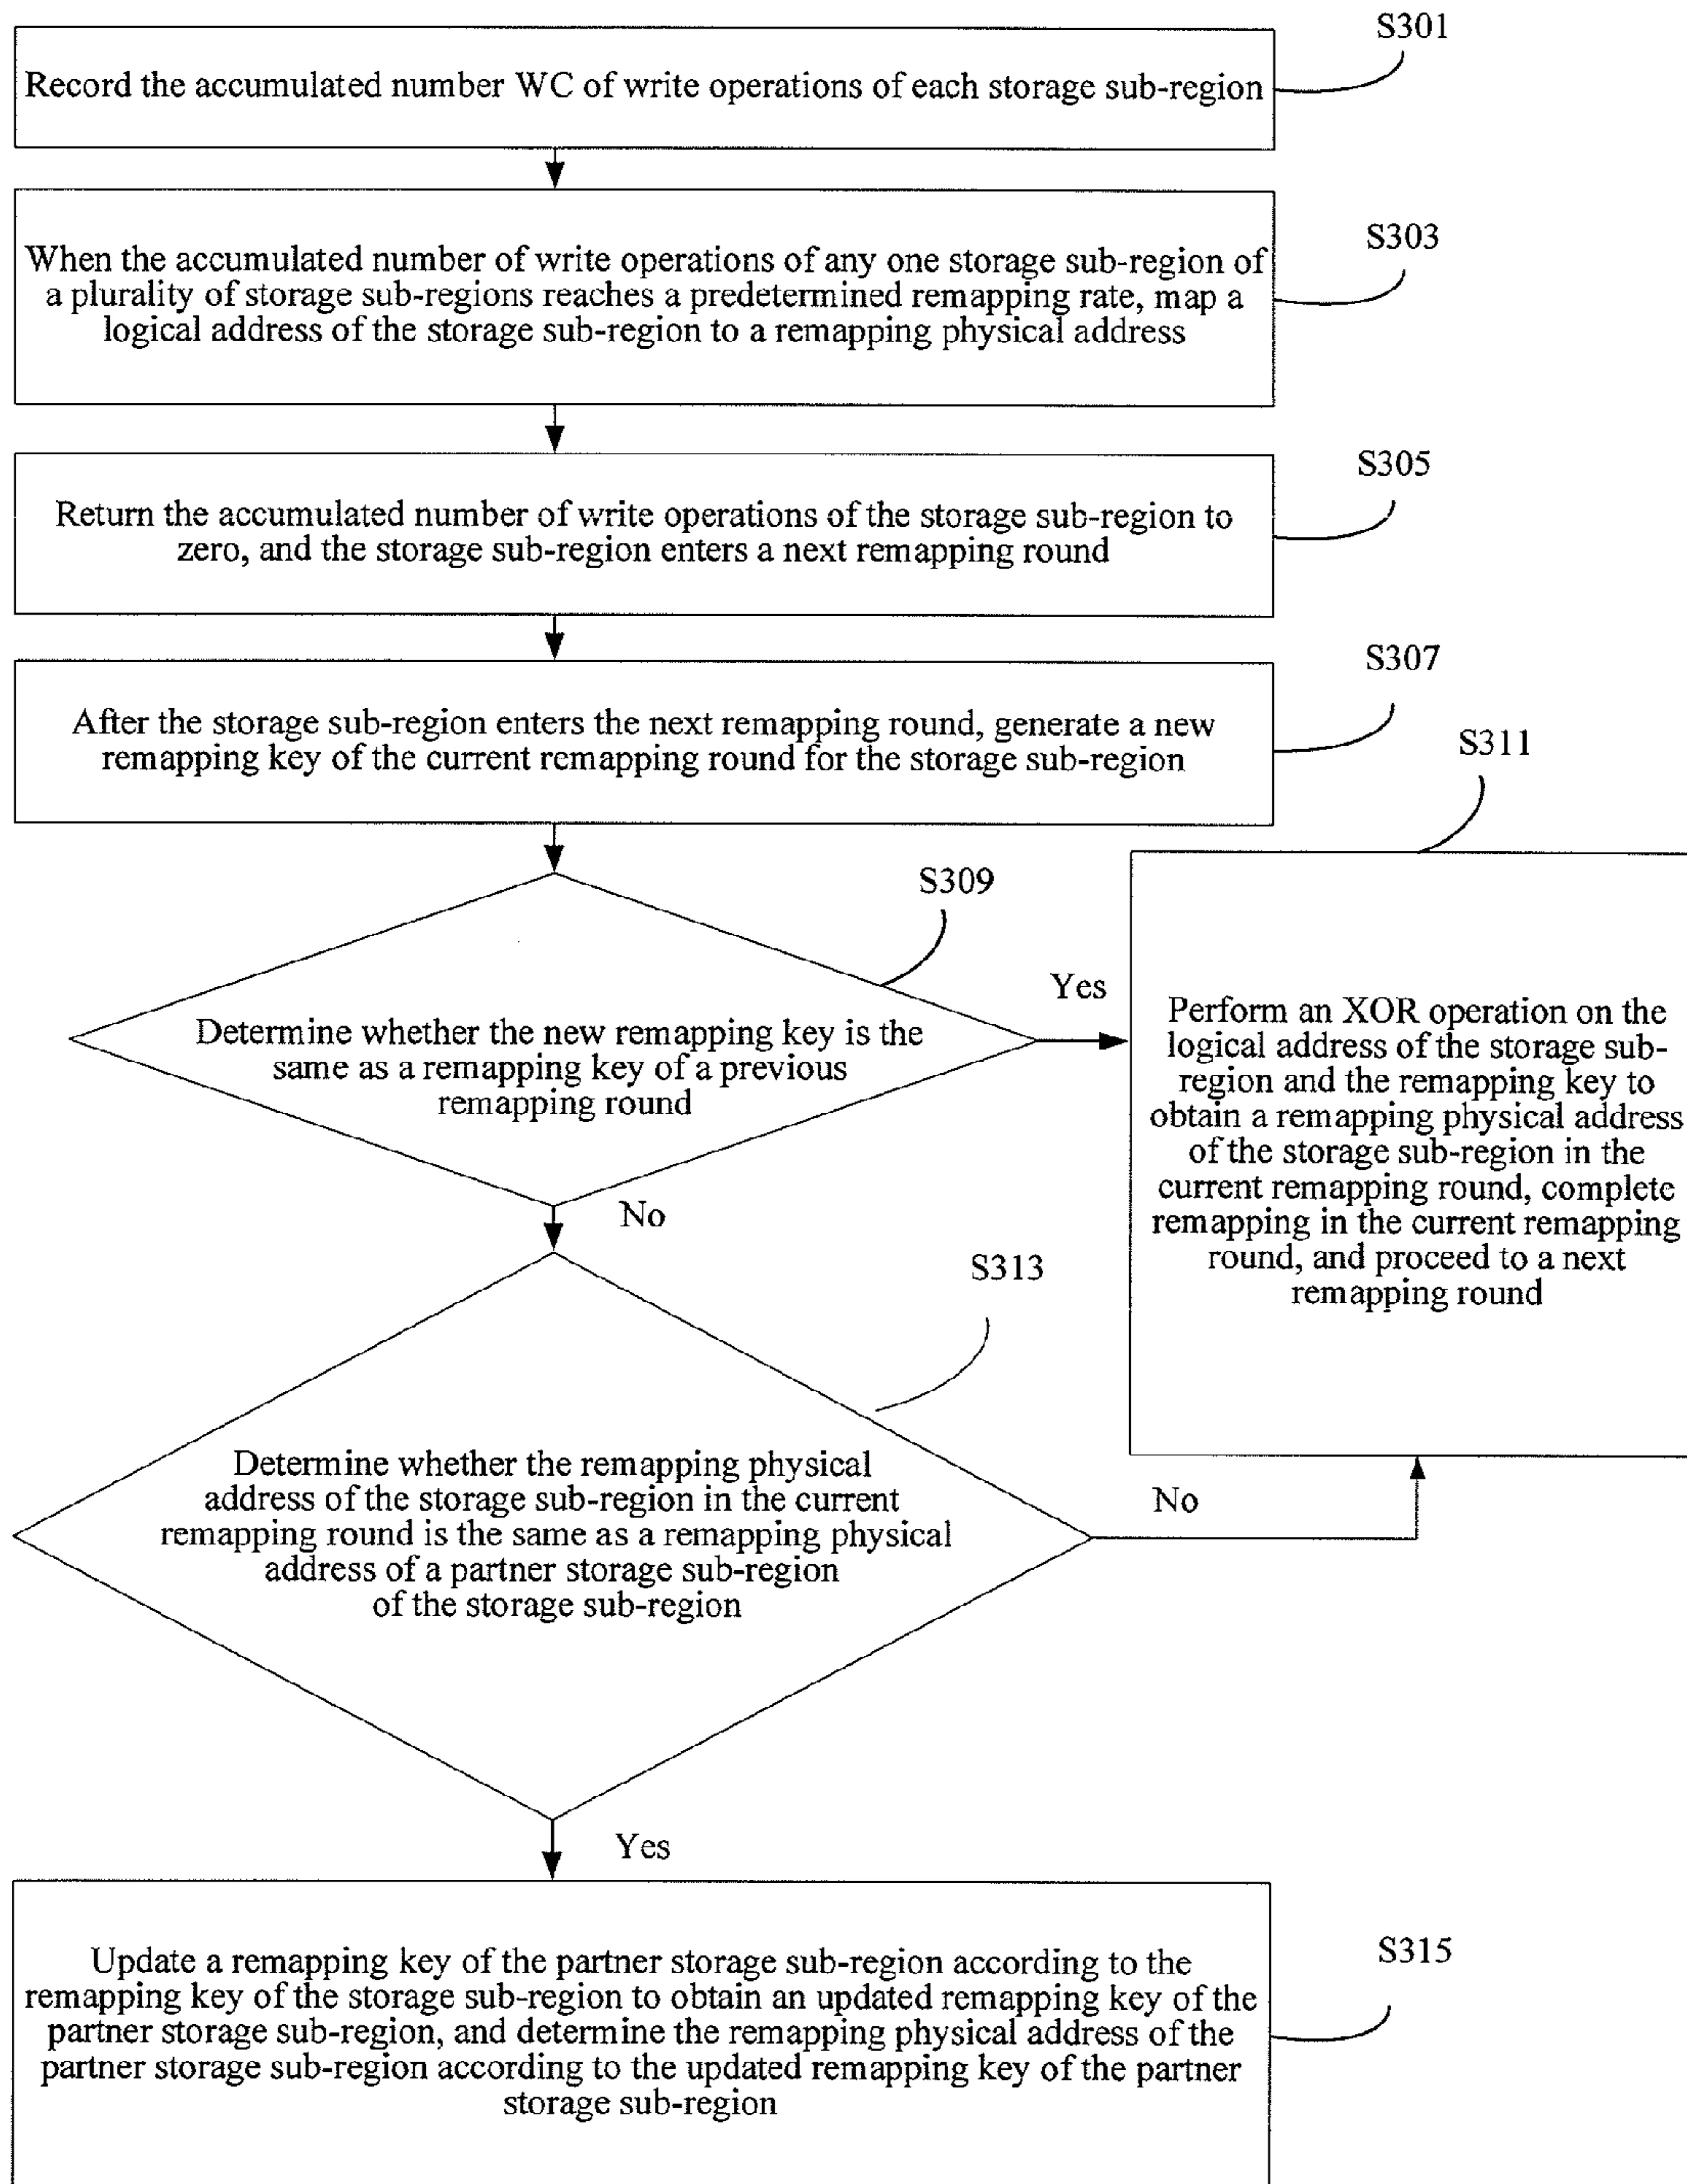 S301
Record the accumulated number WC of write operations of each storage sub-region
S303
When the accumulated number of write operations of any one storage sub-region of
a plurality of storage sub-regions reaches a predetermined remapping rate, map a
logical address of the storage sub-region to a remapping physical address
S305
Return the accumulated number of write operations of the storage sub-region to
zero, and the storage sub-region enters a next remapping round
S307
After the storage sub-region enters the next remapping round, generate a new
remapping key of the current remapping round for the storage sub-region
S311
S309
Yes
Determine whether the new remapping key is the
same as a remapping key of a previous
remapping round
Perform an XOR operation on the
logical address of the storage sub-
region and the remapping key to
obtain a remapping physical address
of the storage sub-region in the
current remapping round, complete
remapping in the current remapping
round, and proceed to a next
remapping round
No
S313
Determine whether the remapping physical
address of the storage sub-region in the current
remapping round is the same as a remapping physical
address of a partner storage sub-region
of the storage sub-region
No
Yes
S315
Update a remapping key of the partner storage sub-region according to the
remapping key of the storage sub-region to obtain an updated remapping key of the
partner storage sub-region, and determine the remapping physical address of the
partner storage sub-region according to the updated remapping key of the partner
storage sub-region